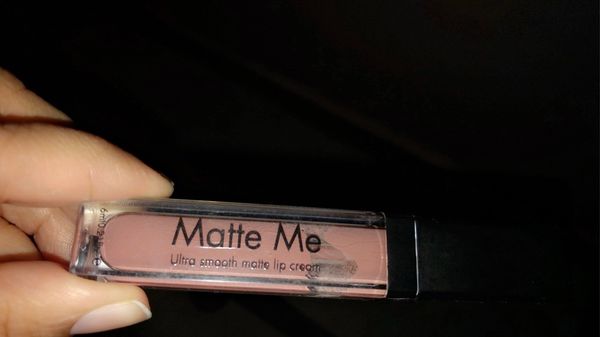 Matte Me
Ultra smooth matte lip cream